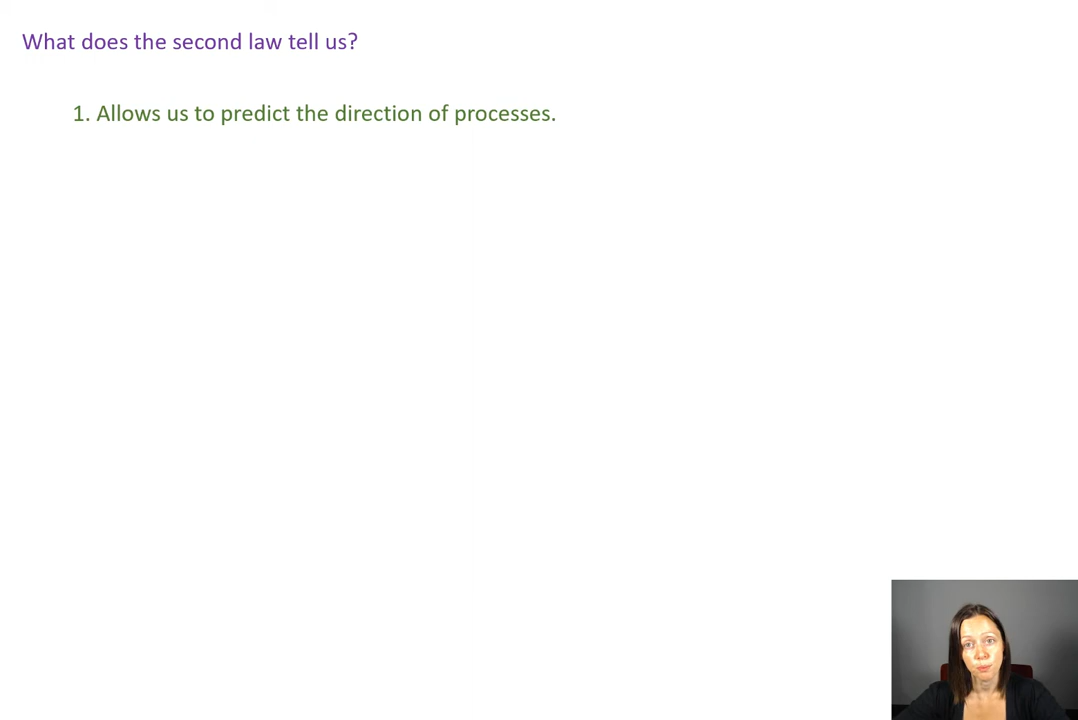 What does the second law tell us?
1. Allows us to predict the direction of processes.